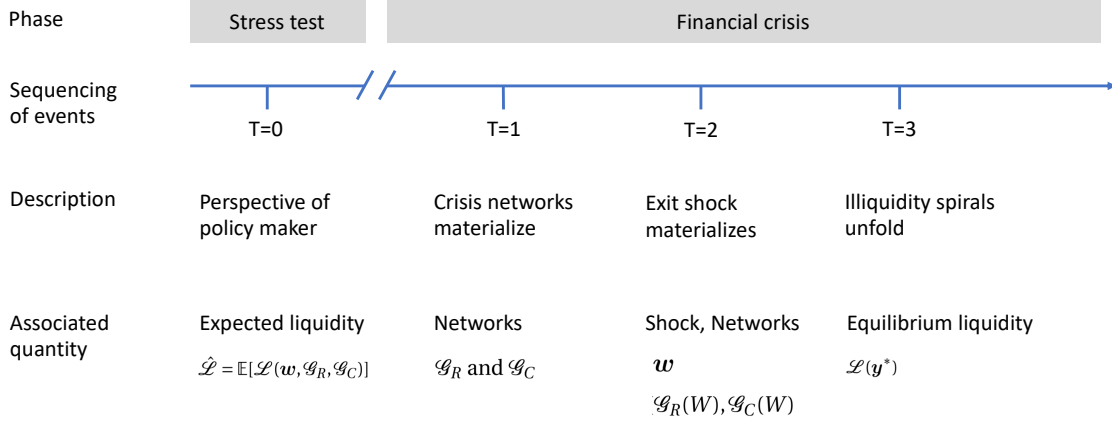 Phase Stress test Financial crisis
Sequencing
of events
T=0 T=1 T=2 T=3
Description Perspective of Crisis networks Exit shock Illiquidity spirals
policy maker materialize materializes unfold
Associated Expected liquidity Networks Shock, Networks Equilibrium liquidity
quantity
ℒ̂ = 𝔼[ℒ(𝒘,𝒢_R,𝒢_C)] 𝒢_R and 𝒢_C 𝒘 ℒ(𝒚*)
𝒢_R(W),𝒢_C(W)